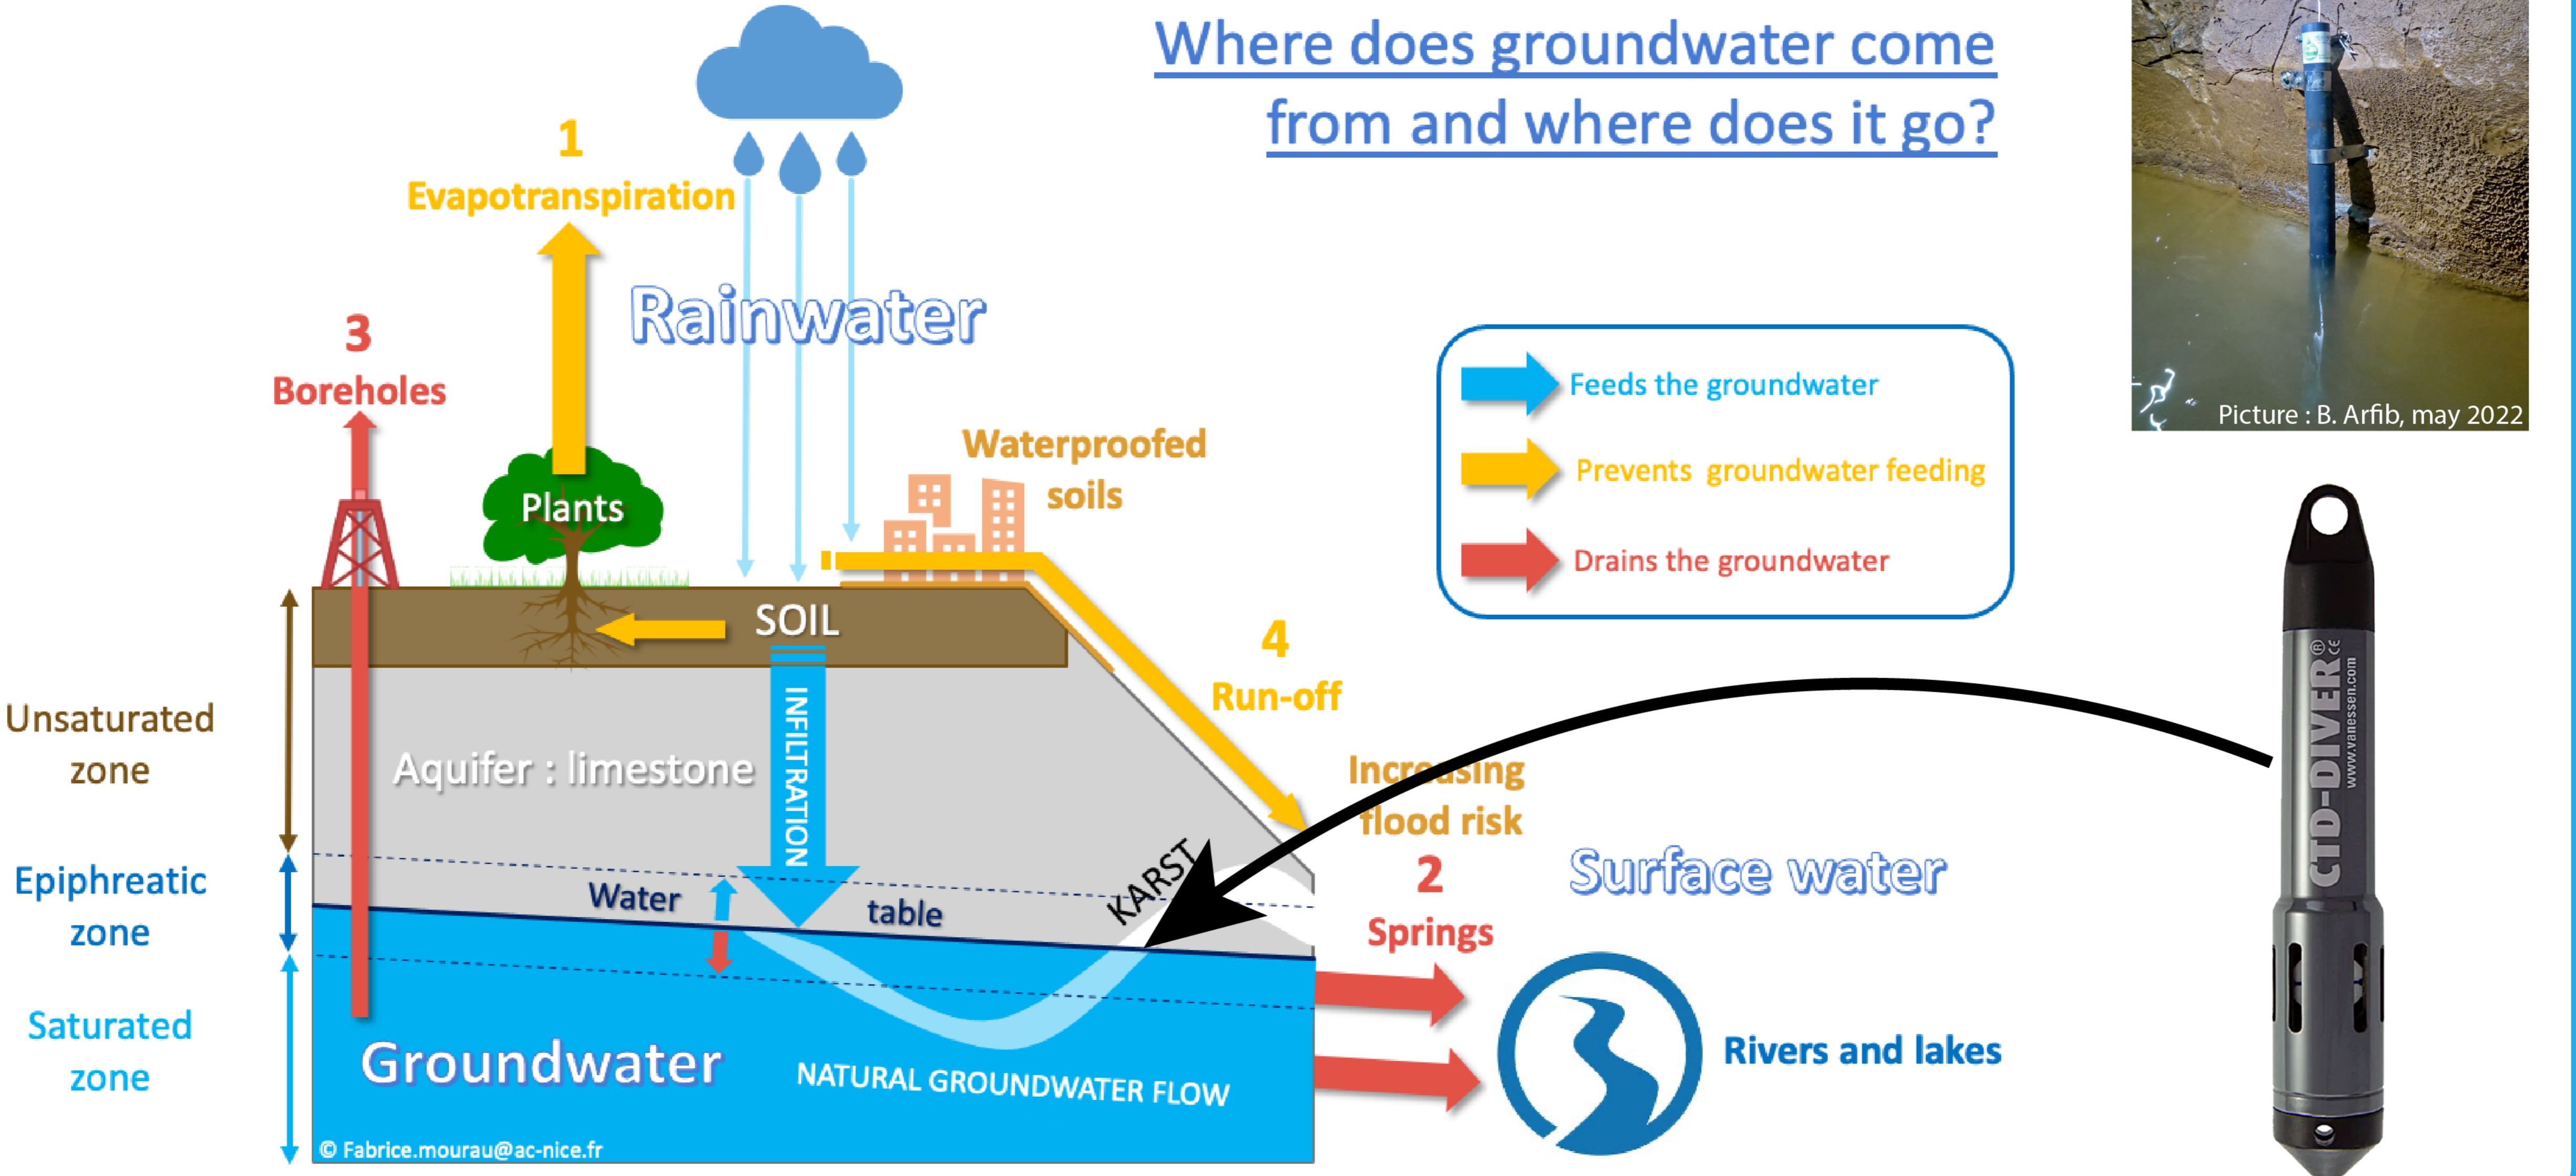 Where does groundwater come
from and where does it go?
1
Evapotranspiration
Rainwater
3
Boreholes
Plants
Waterproofed
soils
Feeds the groundwater
Prevents groundwater feeding
Drains the groundwater
Picture : B. Arfib, may 2022
SOIL
INFILTRATION
4
Run-off
Increasing
flood risk
Unsaturated
zone
Aquifer : limestone
Epiphreatic
zone
Water table
KARST
2
Springs
Surface water
Saturated
zone
Groundwater
NATURAL GROUNDWATER FLOW
Rivers and lakes
© Fabrice.mourau@ac-nice.fr
CTD-DIVER® CE
www.vanessen.com